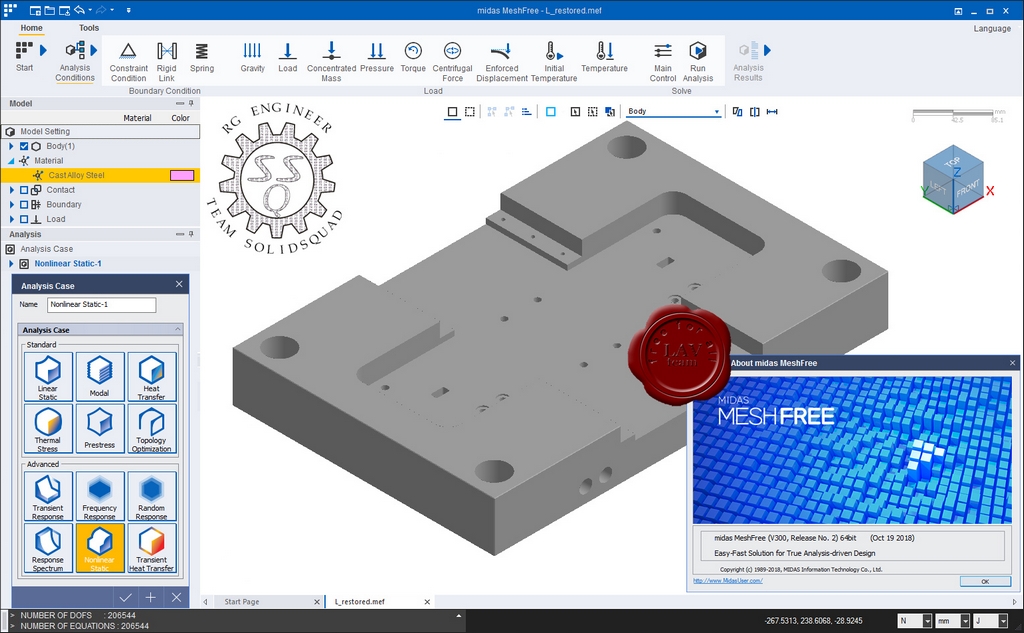 midas MeshFree - L_restored.mef
Home
Tools
Language
Start
Analysis
Conditions
Constraint
Condition
Rigid
Link
Spring
Gravity
Load
Concentrated
Mass
Pressure
Torque
Centrifugal
Force
Enforced
Displacement
Initial
Temperature
Temperature
Main
Control
Run
Analysis
Analysis
Results
Boundary Condition
Load
Solve
Model
Material
Color
Model Setting
Body(1)
Material
Cast Alloy Steel
Contact
Boundary
Load
Analysis
Analysis Case
Nonlinear Static-1
Analysis Case
Name
Nonlinear Static-1
Analysis Case
Standard
Linear
Static
Modal
Heat
Transfer
Thermal
Stress
Prestress
Topology
Optimization
Advanced
Transient
Response
Frequency
Response
Random
Response
Response
Spectrum
Nonlinear
Static
Transient
Heat Transfer
RG ENGINEER
SSQ
TEAM SOLIDSQUAD
Body
mm
0
42.5
85.1
TOP
LEFT
FRONT
Z
Y
X
LAV
team
About midas MeshFree
MIDAS
MESHFREE
midas MeshFree (V300, Release No. 2) 64bit (Oct 19 2018)
Easy-Fast Solution for True Analysis-driven Design
Copyright (c) 1989-2018, MIDAS Information Technology Co., Ltd.
http://www.MidasUser.com/
OK
Start Page
L_restored.mef
> NUMBER OF DOFS : 206544
> NUMBER OF EQUATIONS : 206544
-267.5313, 238.6068, -28.9245
N
mm
J